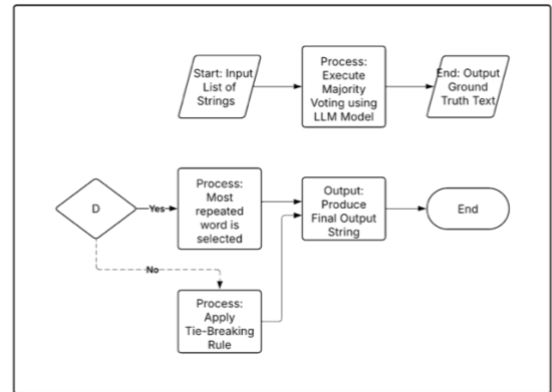 Start: Input
List of
Strings
Process:
Execute
Majority
Voting using
LLM Model
End: Output
Ground
Truth Text
D
Yes
Process:
Most
repeated
word is
selected
Output:
Produce
Final Output
String
End
No
Process:
Apply
Tie-Breaking
Rule